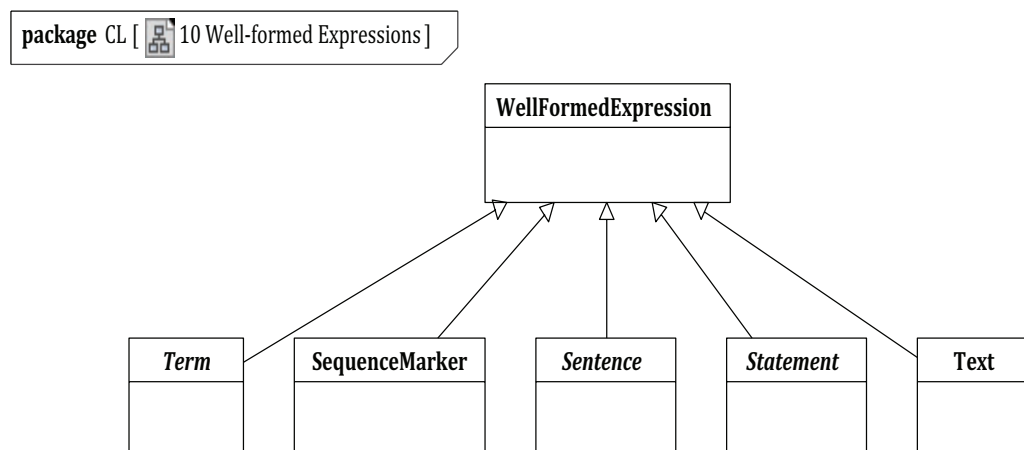 package CL [ 10 Well-formed Expressions ]
WellFormedExpression
Term
SequenceMarker
Sentence
Statement
Text